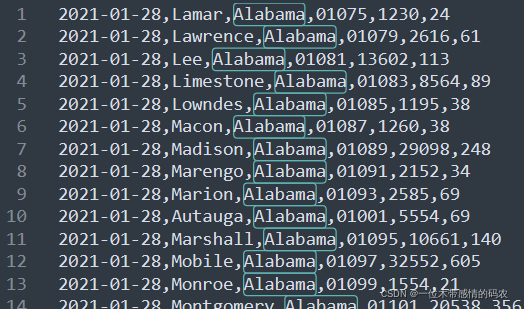 1 2021-01-28,Lamar,Alabama,01075,1230,24
2 2021-01-28,Lawrence,Alabama,01079,2616,61
3 2021-01-28,Lee,Alabama,01081,13602,113
4 2021-01-28,Limestone,Alabama,01083,8564,89
5 2021-01-28,Lowndes,Alabama,01085,1195,38
6 2021-01-28,Macon,Alabama,01087,1260,38
7 2021-01-28,Madison,Alabama,01089,29098,248
8 2021-01-28,Marengo,Alabama,01091,2152,34
9 2021-01-28,Marion,Alabama,01093,2585,69
10 2021-01-28,Autauga,Alabama,01001,5554,69
11 2021-01-28,Marshall,Alabama,01095,10661,140
12 2021-01-28,Mobile,Alabama,01097,32552,605
13 2021-01-28,Monroe,Alabama,01099,1554,21
14 2021-01-28,Montgomery,Alabama,01101,20538,356
CSDN @一位木带感情的码农